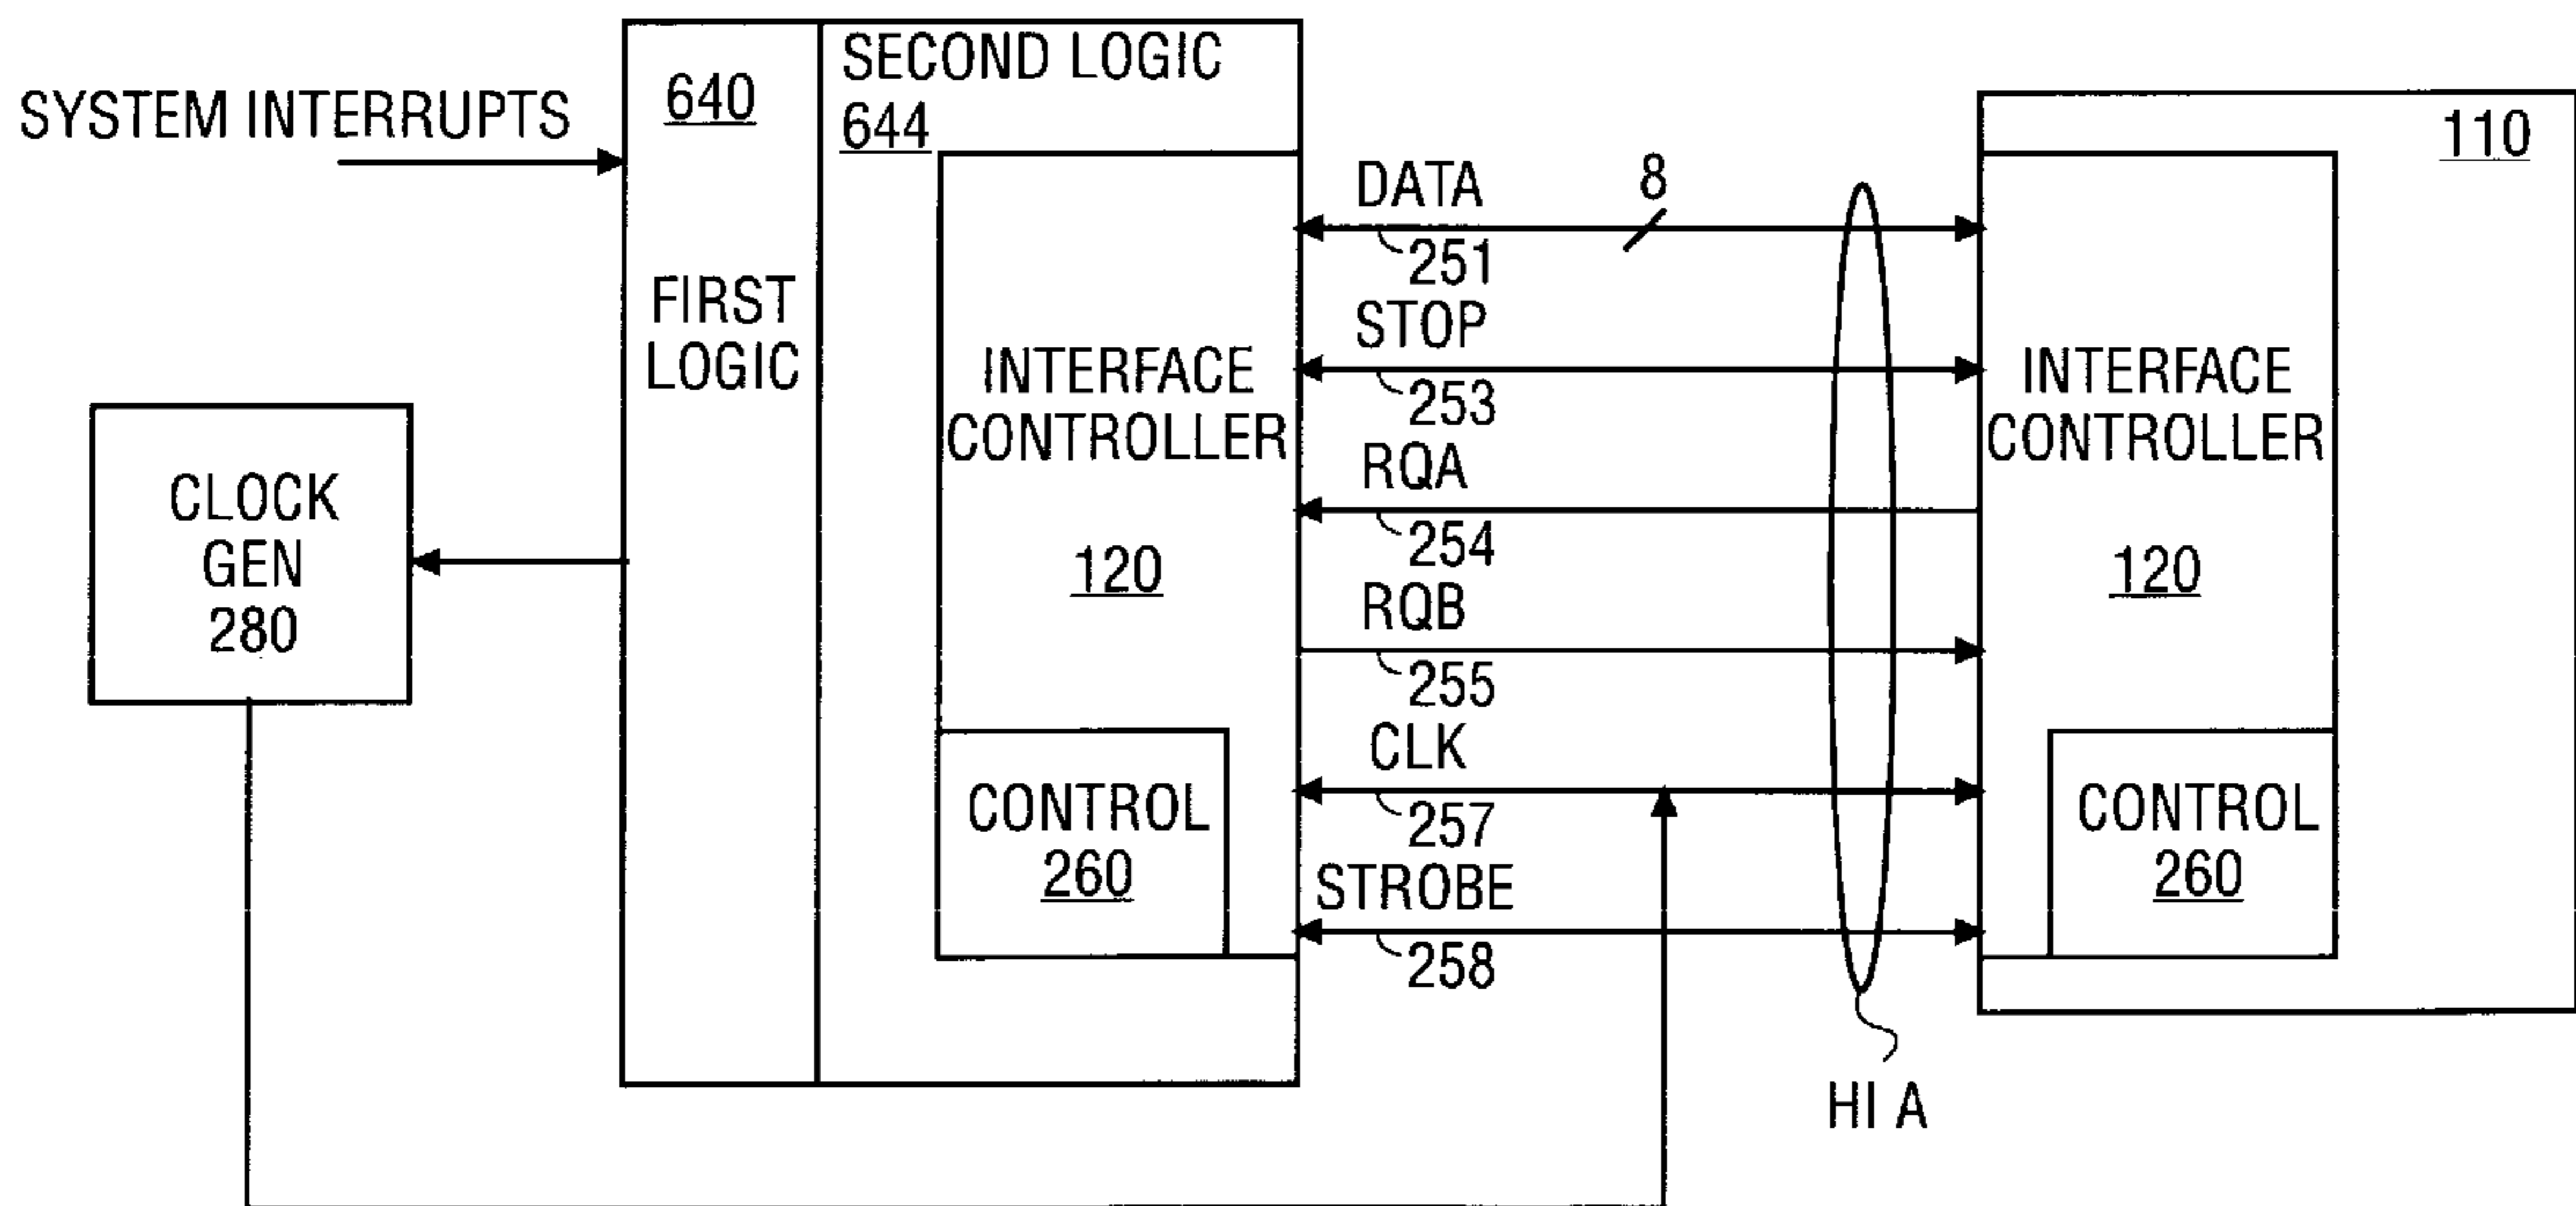 SYSTEM INTERRUPTS
CLOCK
GEN
280
640
FIRST
LOGIC
SECOND LOGIC
644
INTERFACE
CONTROLLER
120
CONTROL
260
DATA
8
251
STOP
253
RQA
254
RQB
255
CLK
257
STROBE
258
HI A
110
INTERFACE
CONTROLLER
120
CONTROL
260